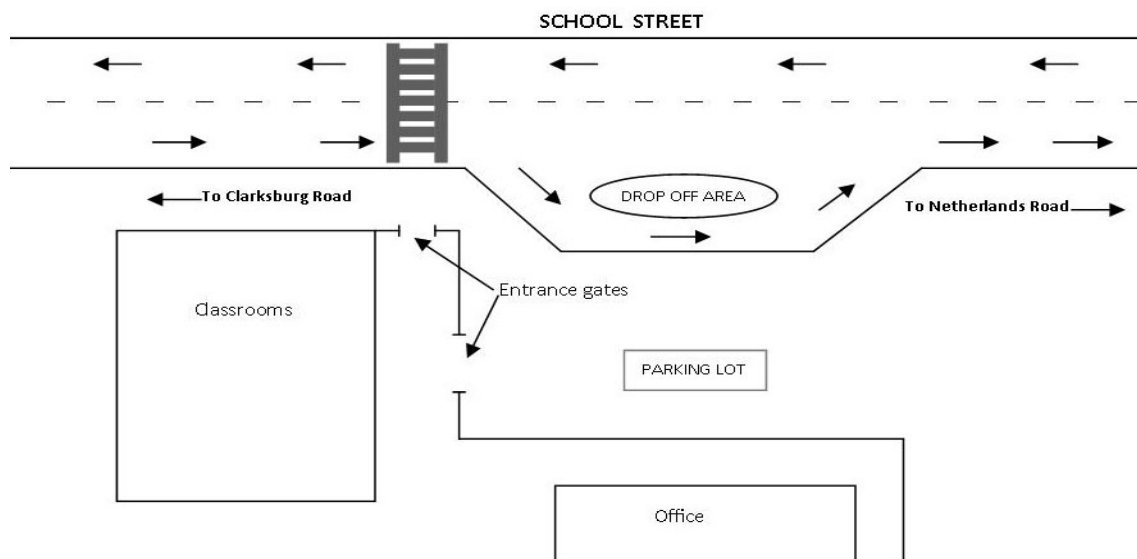 SCHOOL STREET
DROP OFF AREA
To Clarksburg Road
To Netherlands Road
Entrance gates
Classrooms
PARKING LOT
Office